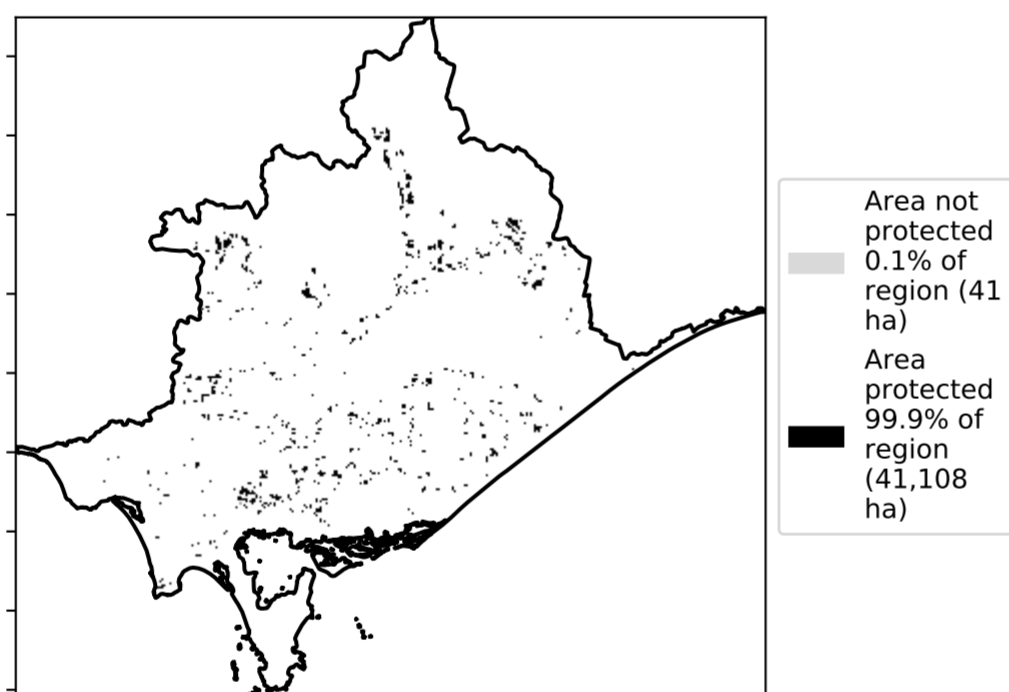 Area not
protected
0.1% of
region (41
ha)
Area
protected
99.9% of
region
(41,108
ha)